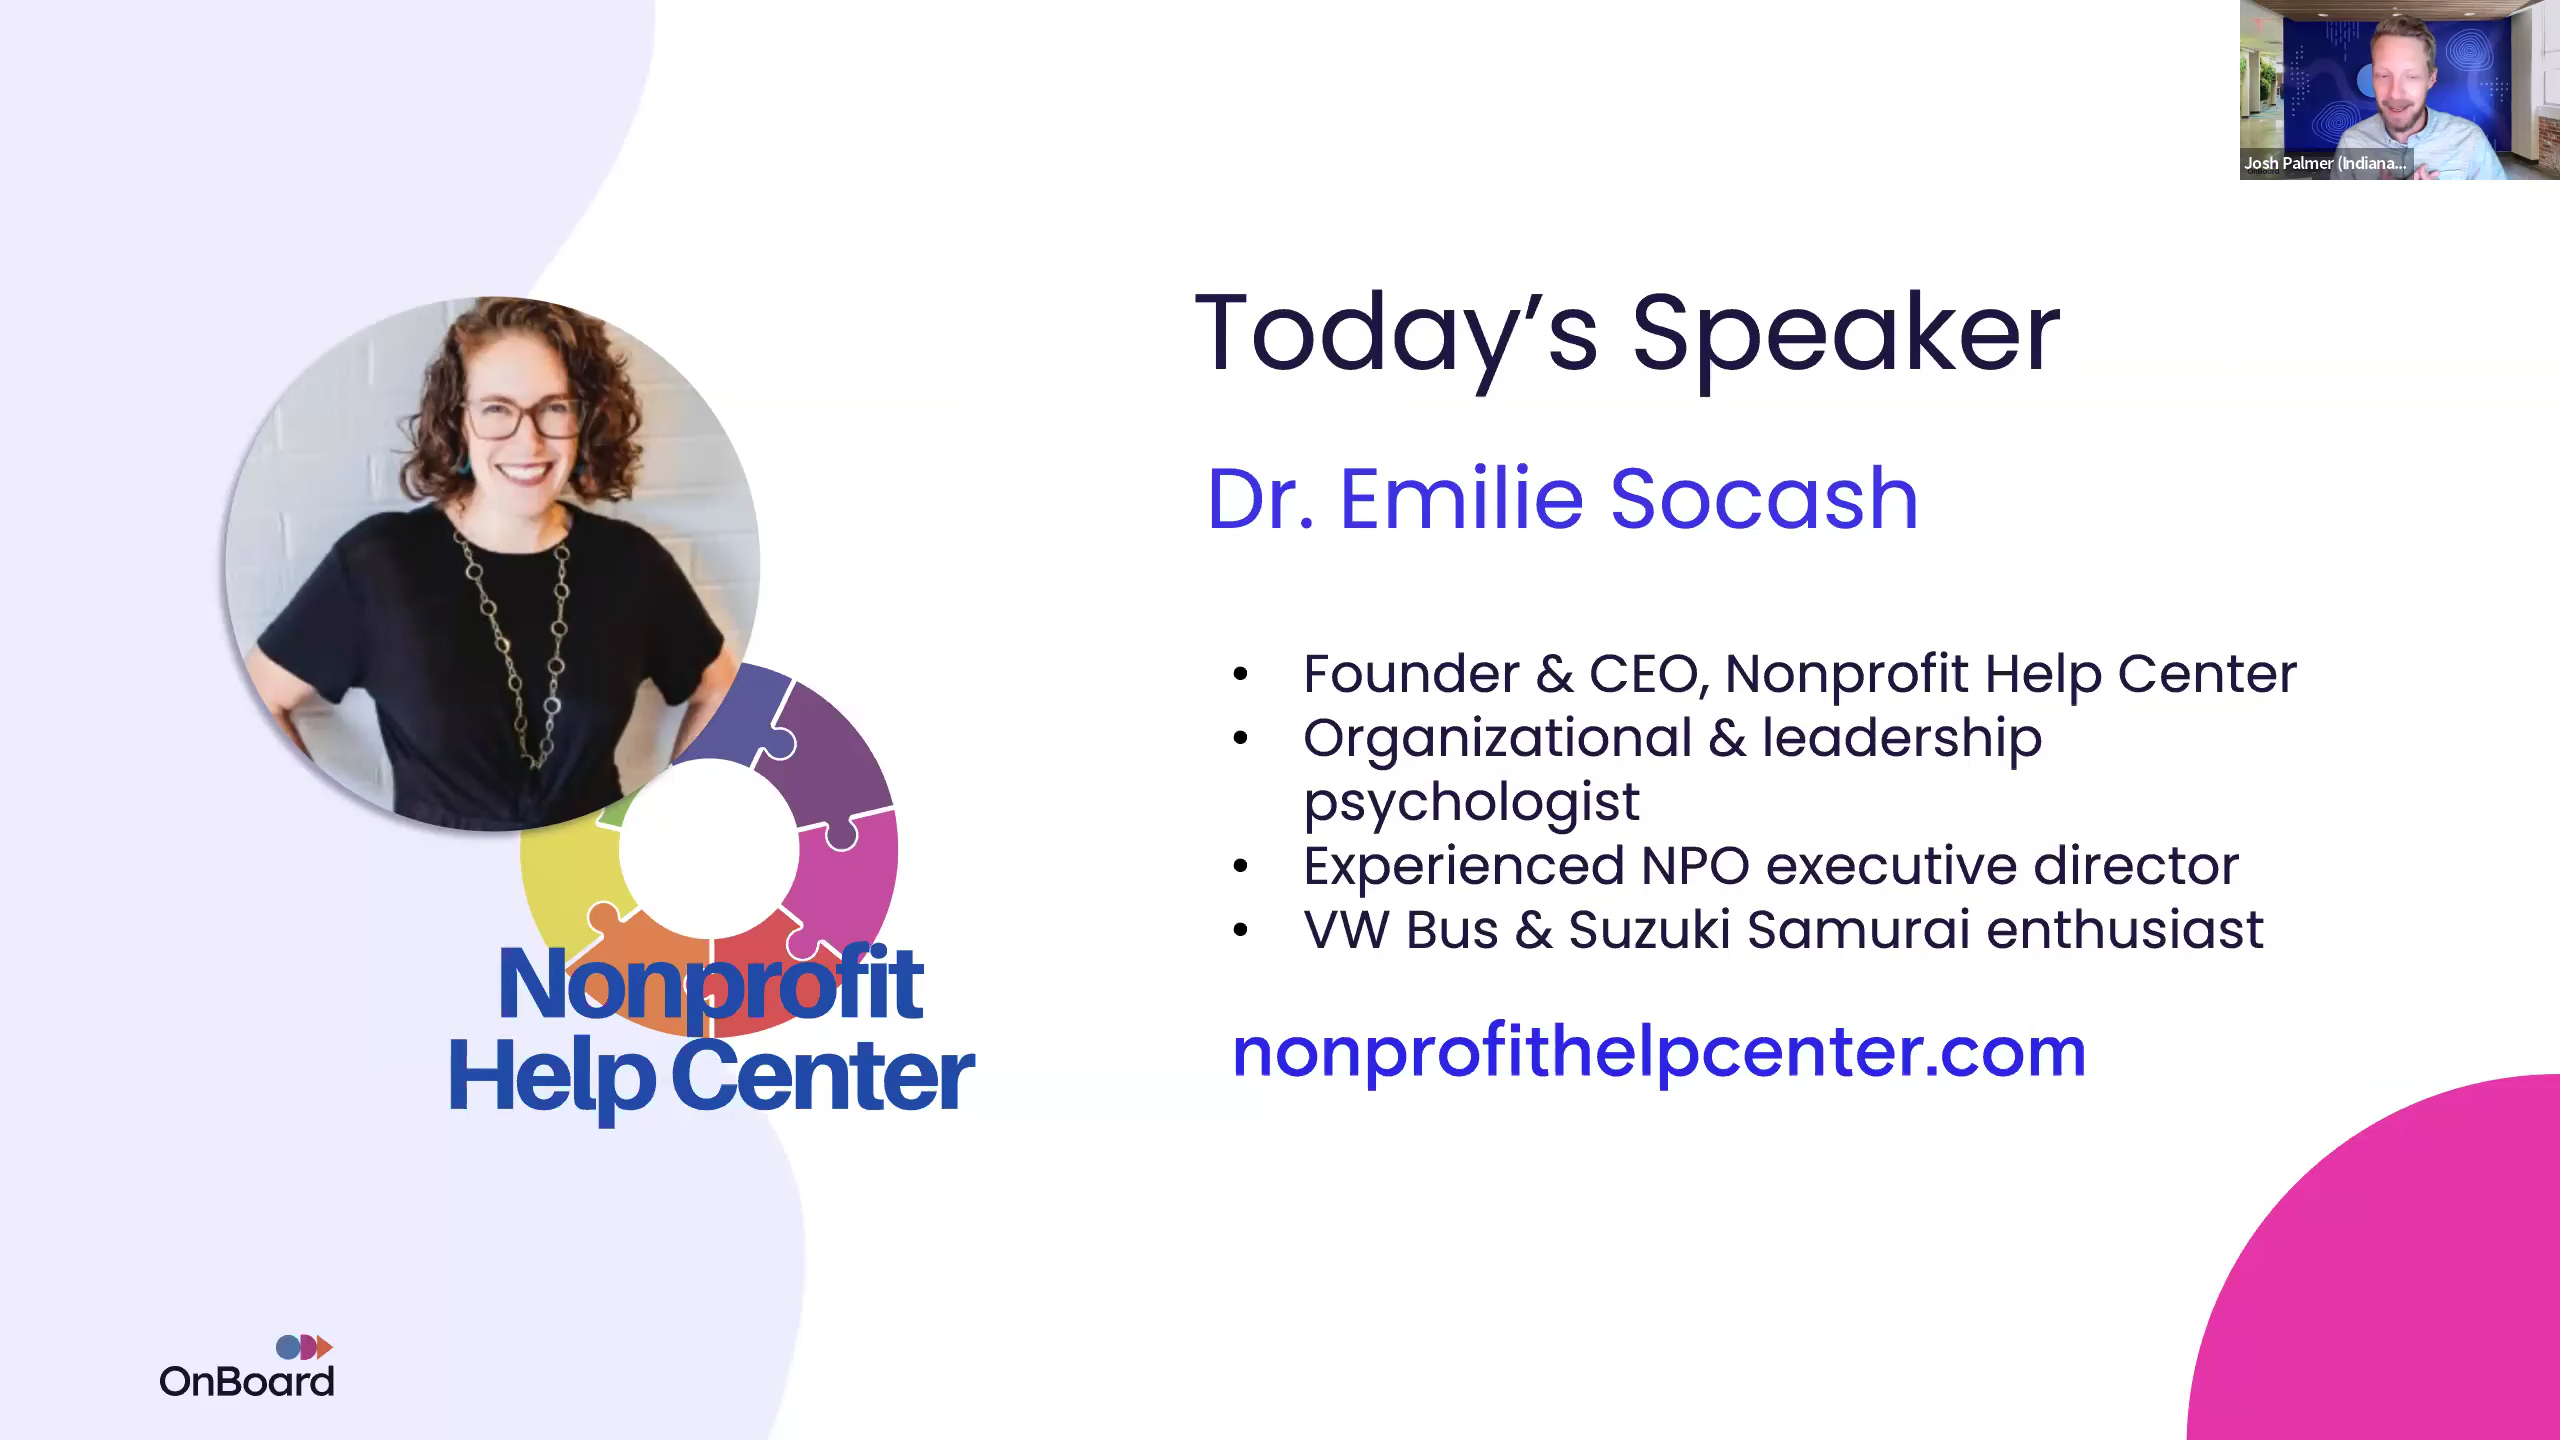 Josh Palmer (Indiana...
Today’s Speaker
Dr. Emilie Socash
• Founder & CEO, Nonprofit Help Center
• Organizational & leadership
psychologist
• Experienced NPO executive director
• VW Bus & Suzuki Samurai enthusiast
nonprofithelpcenter.com
Nonprofit
Help Center
OnBoard